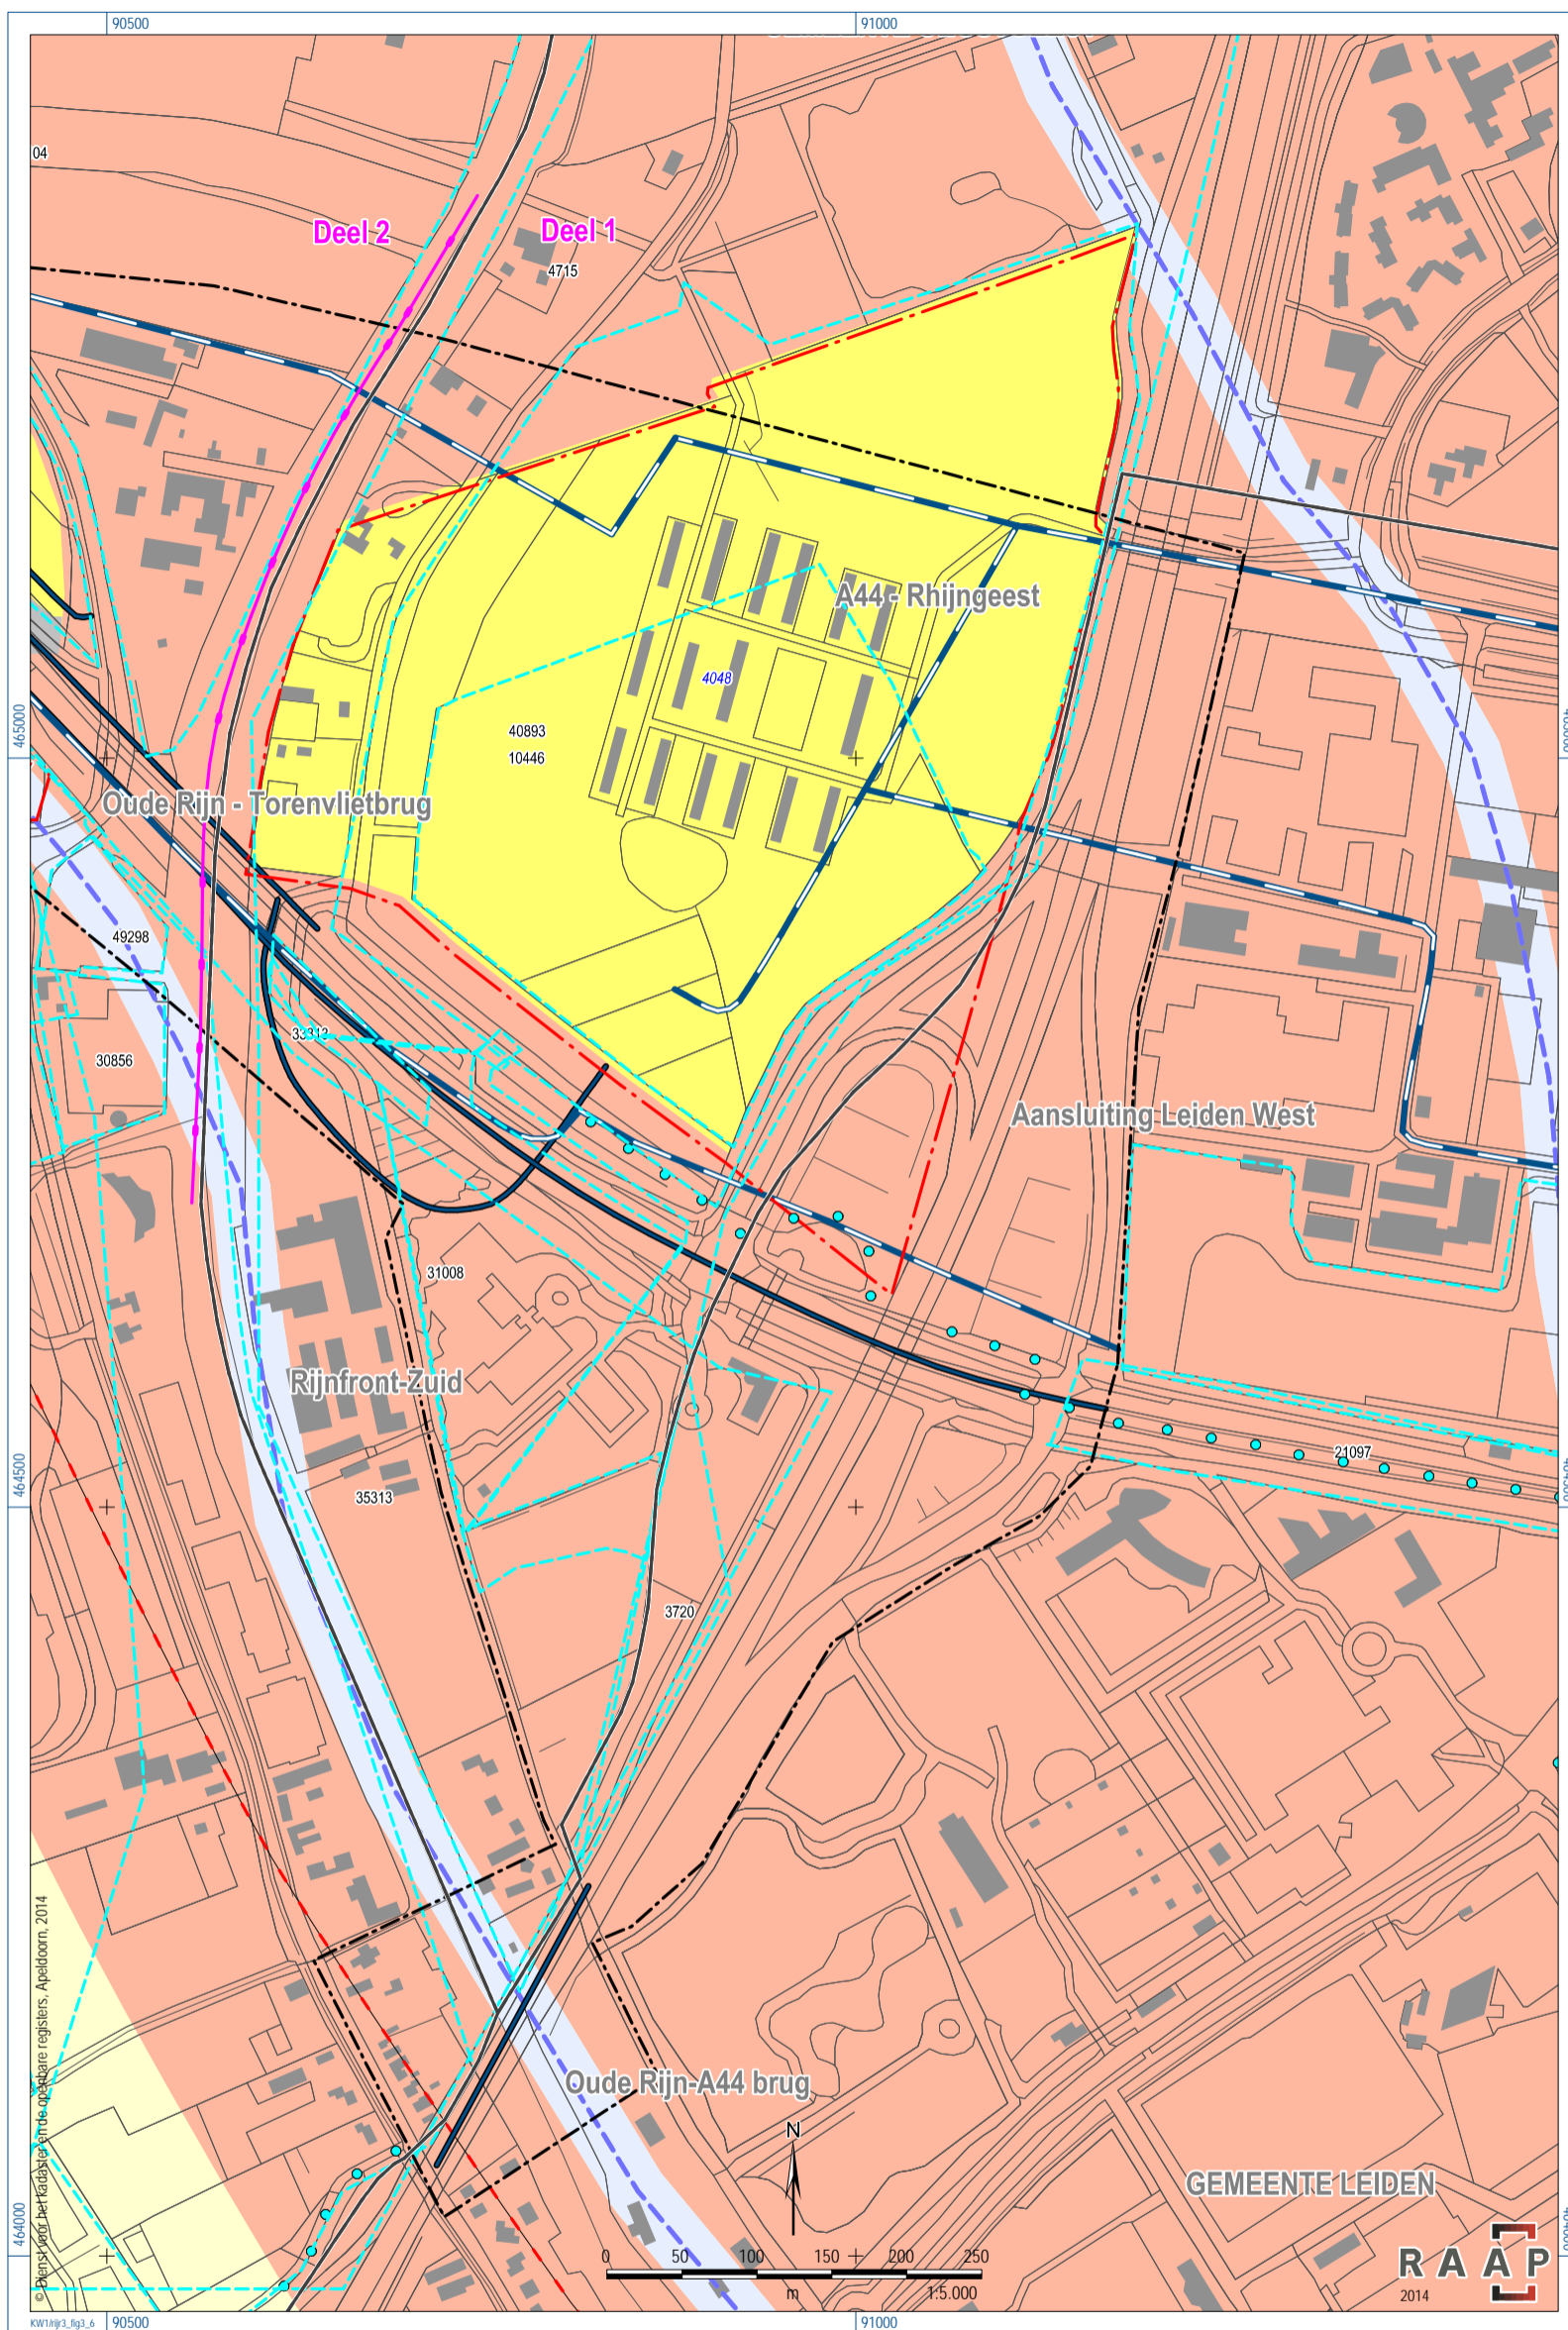 90500
91000
04
Deel 2
Deel 1
4715
A44 - Rhijngeest
4048
40893
10446
465000
Oude Rijn - Torenvlietbrug
49298
33313
30856
Aansluiting Leiden West
31008
Rijnfront-Zuid
21097
35313
464500
3720
Oude Rijn-A44 brug
N
GEMEENTE LEIDEN
464000
0 50 100 150 200 250
m 1:5.000
RAAP
2014
© Dienst voor het kadaster en de openbare registers, Apeldoorn, 2014
KW1/rijr3_fig3_6
90500
91000